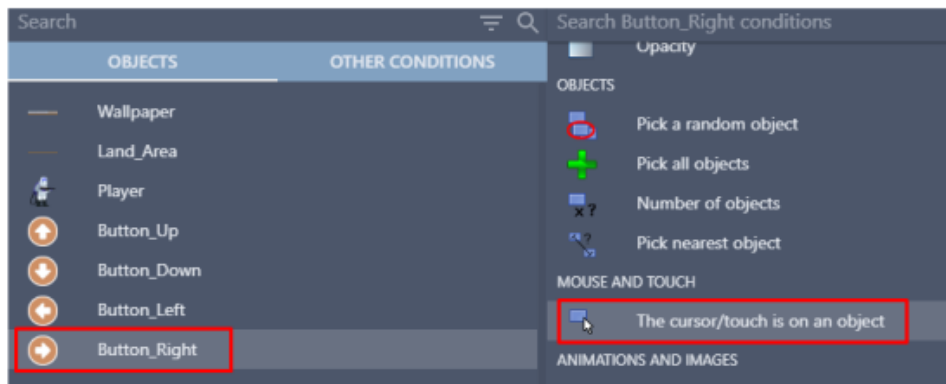 Search
OBJECTS
OTHER CONDITIONS
Wallpaper
Land_Area
Player
Button_Up
Button_Down
Button_Left
Button_Right
Search Button_Right conditions
Opacity
OBJECTS
Pick a random object
Pick all objects
x ?
Number of objects
?
Pick nearest object
MOUSE AND TOUCH
The cursor/touch is on an object
ANIMATIONS AND IMAGES